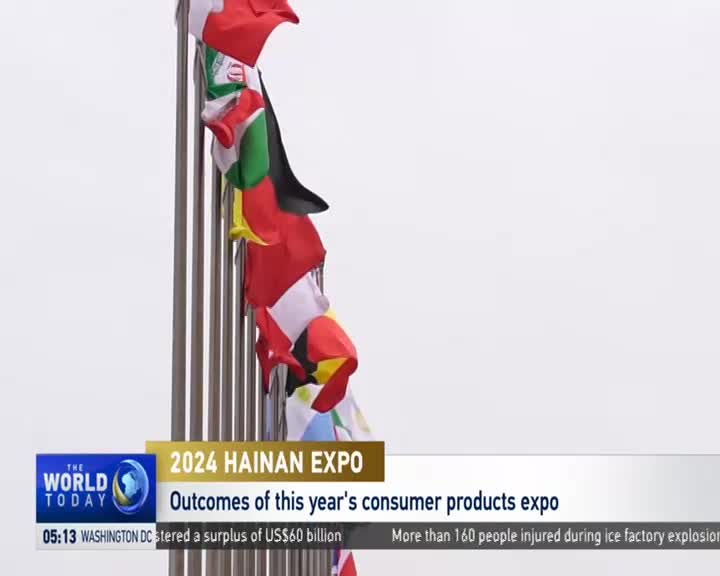 2024 HAINAN EXPO
THE
WORLD
TODAY
Outcomes of this year's consumer products expo
05:13 WASHINGTON DC
stered a surplus of US$60 billion
More than 160 people injured during ice factory explosion